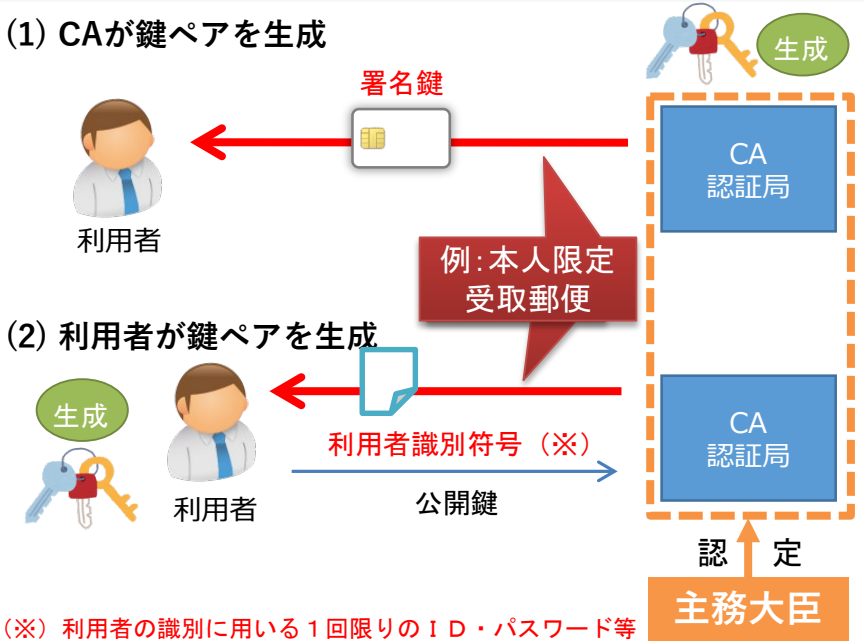 (1) CAが鍵ペアを生成
生成
署名鍵
CA
認証局
利用者
例:本人限定
受取郵便
(2) 利用者が鍵ペアを生成
生成
利用者識別符号（※）
CA
認証局
利用者
公開鍵
認 定
主務大臣
（※）利用者の識別に用いる１回限りのＩＤ・パスワード等